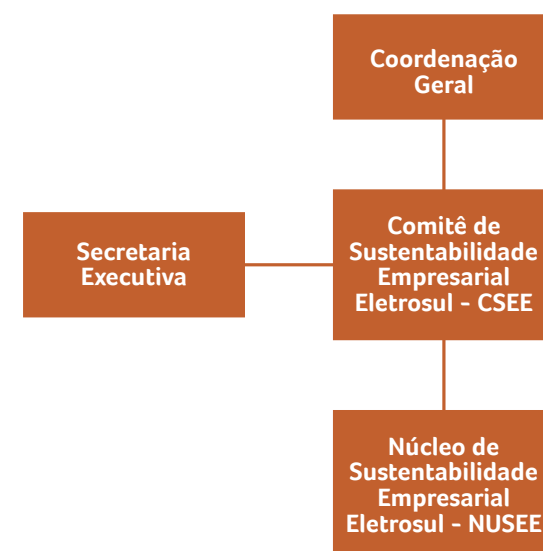 Coordenação
Geral
Secretaria
Executiva
Comitê de
Sustentabilidade
Empresarial
Eletrosul - CSEE
Núcleo de
Sustentabilidade
Empresarial
Eletrosul - NUSEE